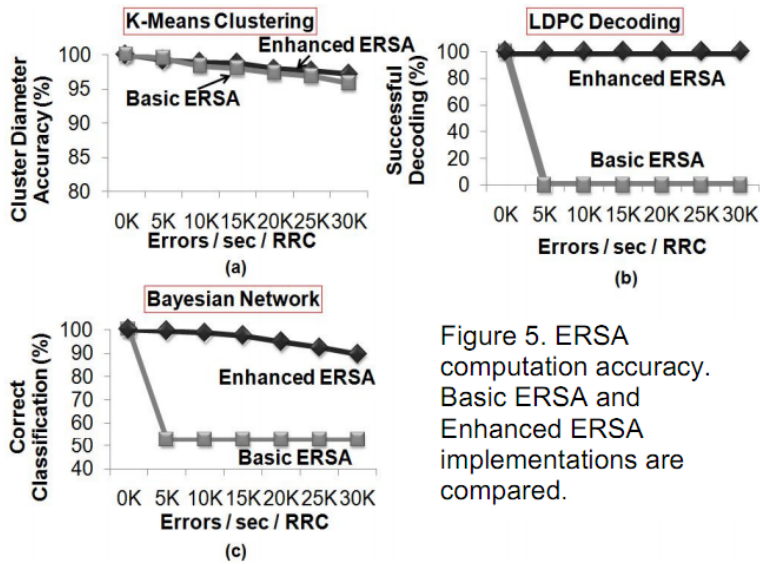 K-Means Clustering
Cluster Diameter
Accuracy (%)
100
95
90
85
80
Enhanced ERSA
Basic ERSA
0K 5K 10K 15K 20K 25K 30K
Errors / sec / RRC
(a)
LDPC Decoding
Successful
Decoding (%)
100
80
60
40
20
0
Enhanced ERSA
Basic ERSA
0K 5K 10K 15K 20K 25K 30K
Errors / sec / RRC
(b)
Bayesian Network
Correct
Classification (%)
100
90
80
70
60
50
40
Enhanced ERSA
Basic ERSA
0K 5K 10K 15K 20K 25K 30K
Errors / sec / RRC
(c)
Figure 5. ERSA
computation accuracy.
Basic ERSA and
Enhanced ERSA
implementations are
compared.